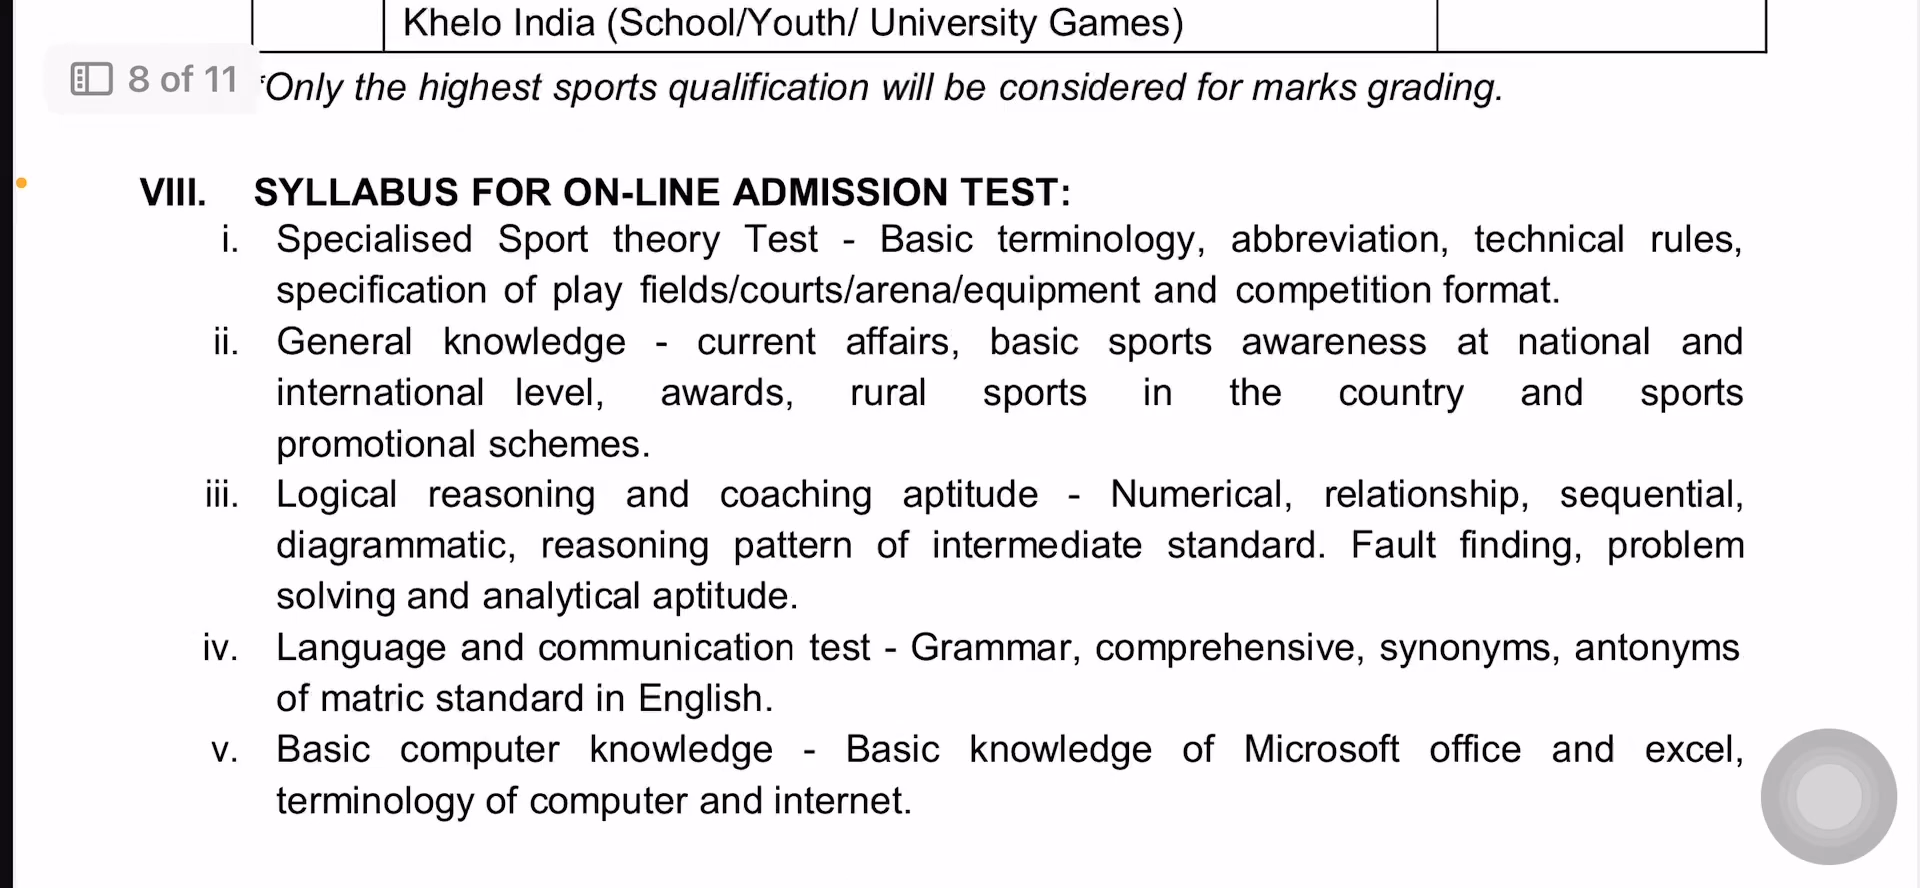 Khelo India (School/Youth/ University Games)
8 of 11
*Only the highest sports qualification will be considered for marks grading.
VIII. SYLLABUS FOR ON-LINE ADMISSION TEST:
i. Specialised Sport theory Test - Basic terminology, abbreviation, technical rules,
specification of play fields/courts/arena/equipment and competition format.
ii. General knowledge - current affairs, basic sports awareness at national and
international level, awards, rural sports in the country and sports
promotional schemes.
iii. Logical reasoning and coaching aptitude - Numerical, relationship, sequential,
diagrammatic, reasoning pattern of intermediate standard. Fault finding, problem
solving and analytical aptitude.
iv. Language and communication test - Grammar, comprehensive, synonyms, antonyms
of matric standard in English.
v. Basic computer knowledge - Basic knowledge of Microsoft office and excel,
terminology of computer and internet.